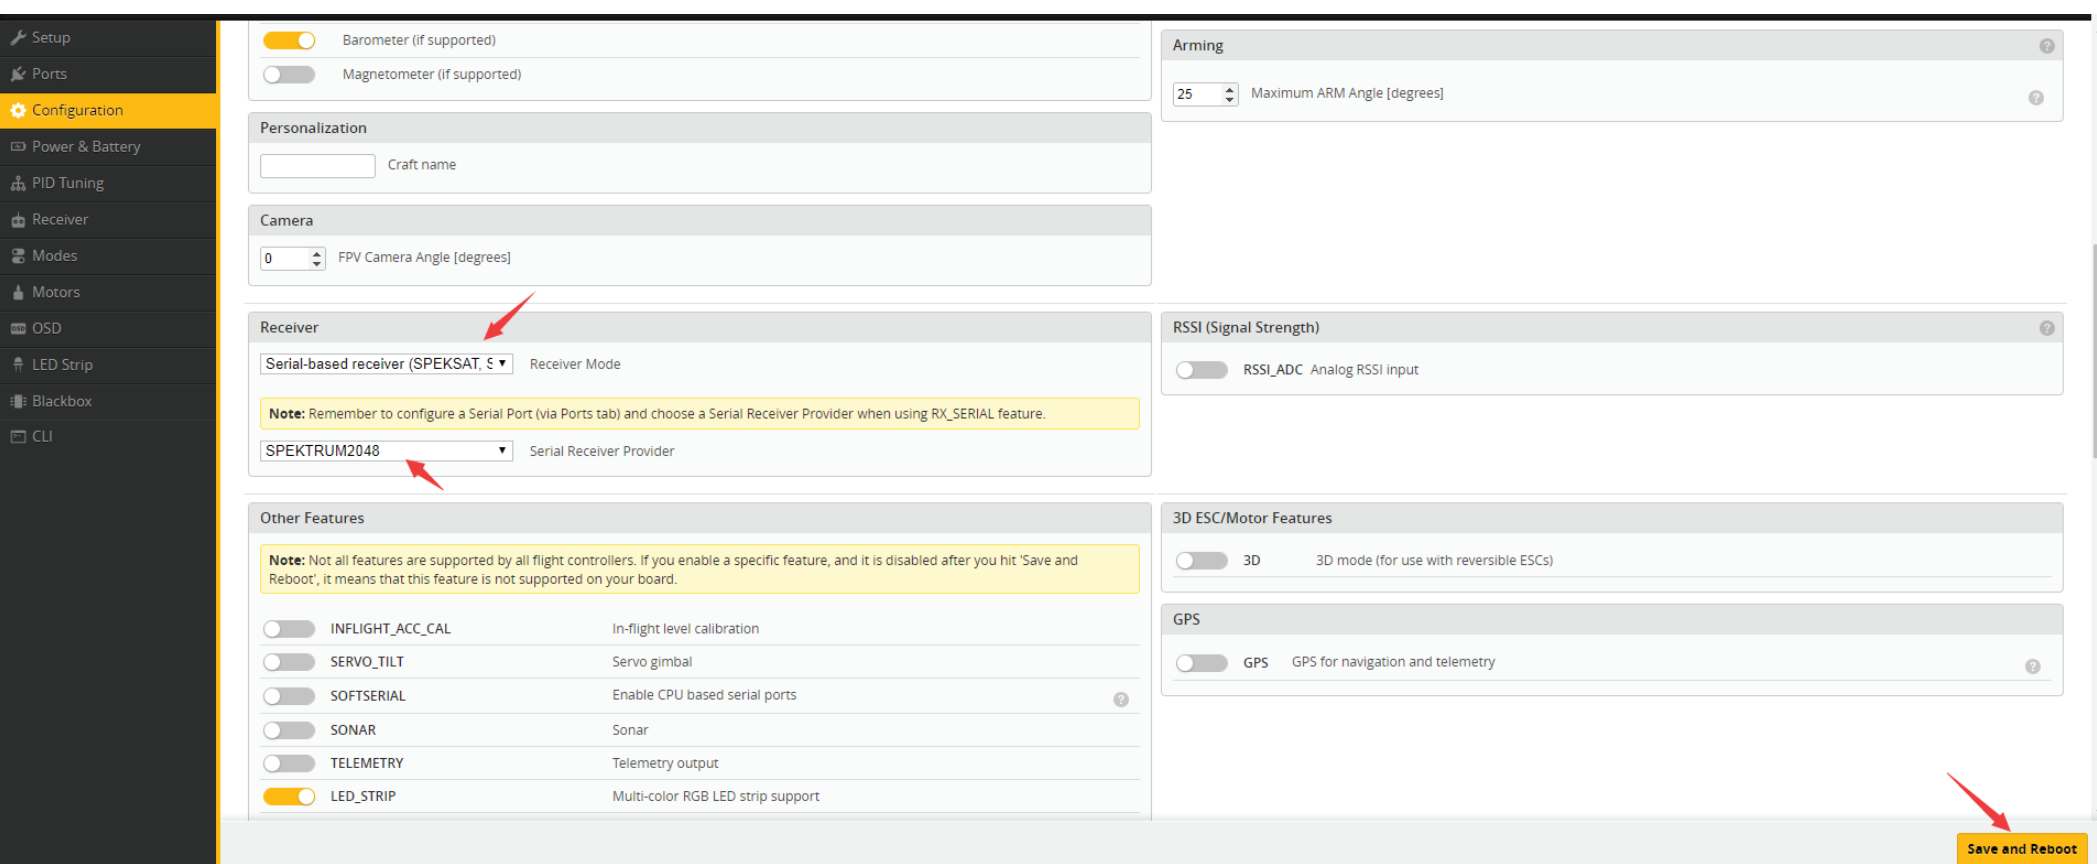 Setup
Ports
Configuration
Power & Battery
PID Tuning
Receiver
Modes
Motors
OSD
LED Strip
Blackbox
CLI
Barometer (if supported)
Magnetometer (if supported)
Personalization
Craft name
Camera
0 FPV Camera Angle [degrees]
Receiver
Serial-based receiver (SPEKSAT, S Receiver Mode
Note: Remember to configure a Serial Port (via Ports tab) and choose a Serial Receiver Provider when using RX_SERIAL feature.
SPEKTRUM2048 Serial Receiver Provider
Other Features
Note: Not all features are supported by all flight controllers. If you enable a specific feature, and it is disabled after you hit 'Save and
Reboot', it means that this feature is not supported on your board.
INFLIGHT_ACC_CAL In-flight level calibration
SERVO_TILT Servo gimbal
SOFTSERIAL Enable CPU based serial ports
SONAR Sonar
TELEMETRY Telemetry output
LED_STRIP Multi-color RGB LED strip support
Arming
25 Maximum ARM Angle [degrees]
RSSI (Signal Strength)
RSSI_ADC Analog RSSI input
3D ESC/Motor Features
3D 3D mode (for use with reversible ESCs)
GPS
GPS GPS for navigation and telemetry
Save and Reboot